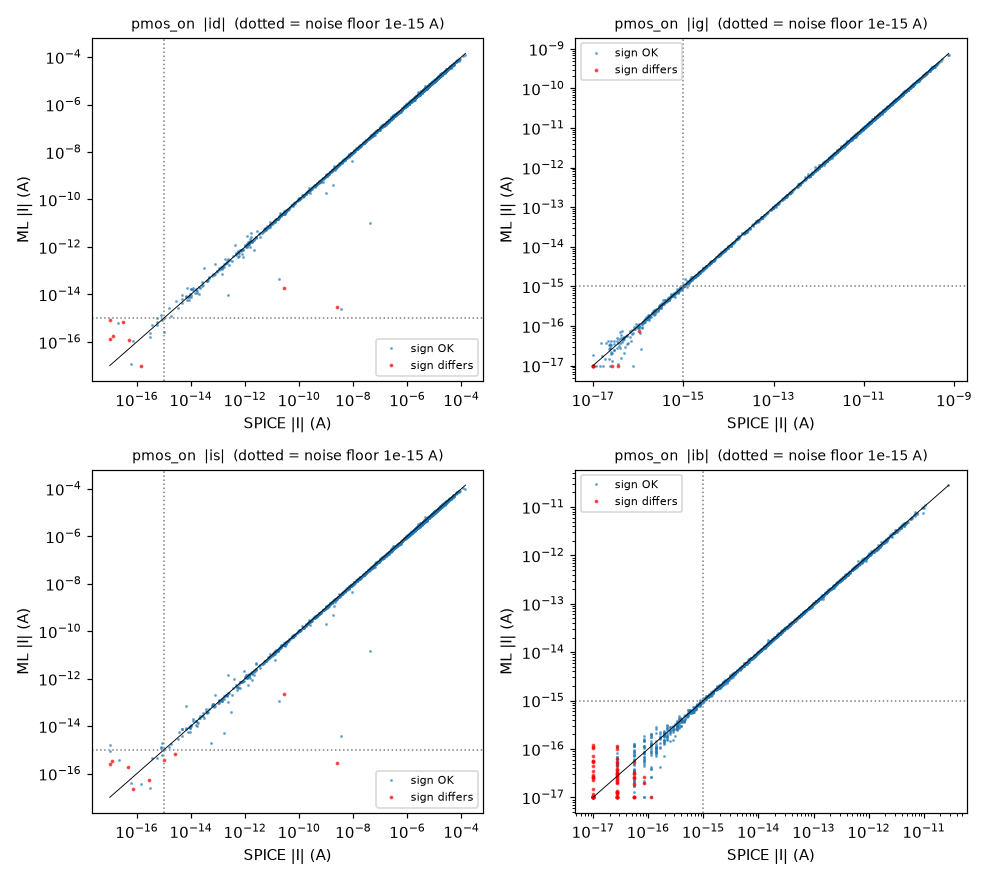 pmos_on |id| (dotted = noise floor 1e-15 A)
ML |I| (A)
10⁻⁴
10⁻⁶
10⁻⁸
10⁻¹⁰
10⁻¹²
10⁻¹⁴
10⁻¹⁶
sign OK
sign differs
10⁻¹⁶ 10⁻¹⁴ 10⁻¹² 10⁻¹⁰ 10⁻⁸ 10⁻⁶ 10⁻⁴
SPICE |I| (A)
pmos_on |ig| (dotted = noise floor 1e-15 A)
sign OK
sign differs
ML |I| (A)
10⁻⁹
10⁻¹⁰
10⁻¹¹
10⁻¹²
10⁻¹³
10⁻¹⁴
10⁻¹⁵
10⁻¹⁶
10⁻¹⁷
10⁻¹⁷ 10⁻¹⁵ 10⁻¹³ 10⁻¹¹ 10⁻⁹
SPICE |I| (A)
pmos_on |is| (dotted = noise floor 1e-15 A)
ML |I| (A)
10⁻⁴
10⁻⁶
10⁻⁸
10⁻¹⁰
10⁻¹²
10⁻¹⁴
10⁻¹⁶
sign OK
sign differs
10⁻¹⁶ 10⁻¹⁴ 10⁻¹² 10⁻¹⁰ 10⁻⁸ 10⁻⁶ 10⁻⁴
SPICE |I| (A)
pmos_on |ib| (dotted = noise floor 1e-15 A)
sign OK
sign differs
ML |I| (A)
10⁻¹¹
10⁻¹²
10⁻¹³
10⁻¹⁴
10⁻¹⁵
10⁻¹⁶
10⁻¹⁷
10⁻¹⁷ 10⁻¹⁶ 10⁻¹⁵ 10⁻¹⁴ 10⁻¹³ 10⁻¹² 10⁻¹¹
SPICE |I| (A)